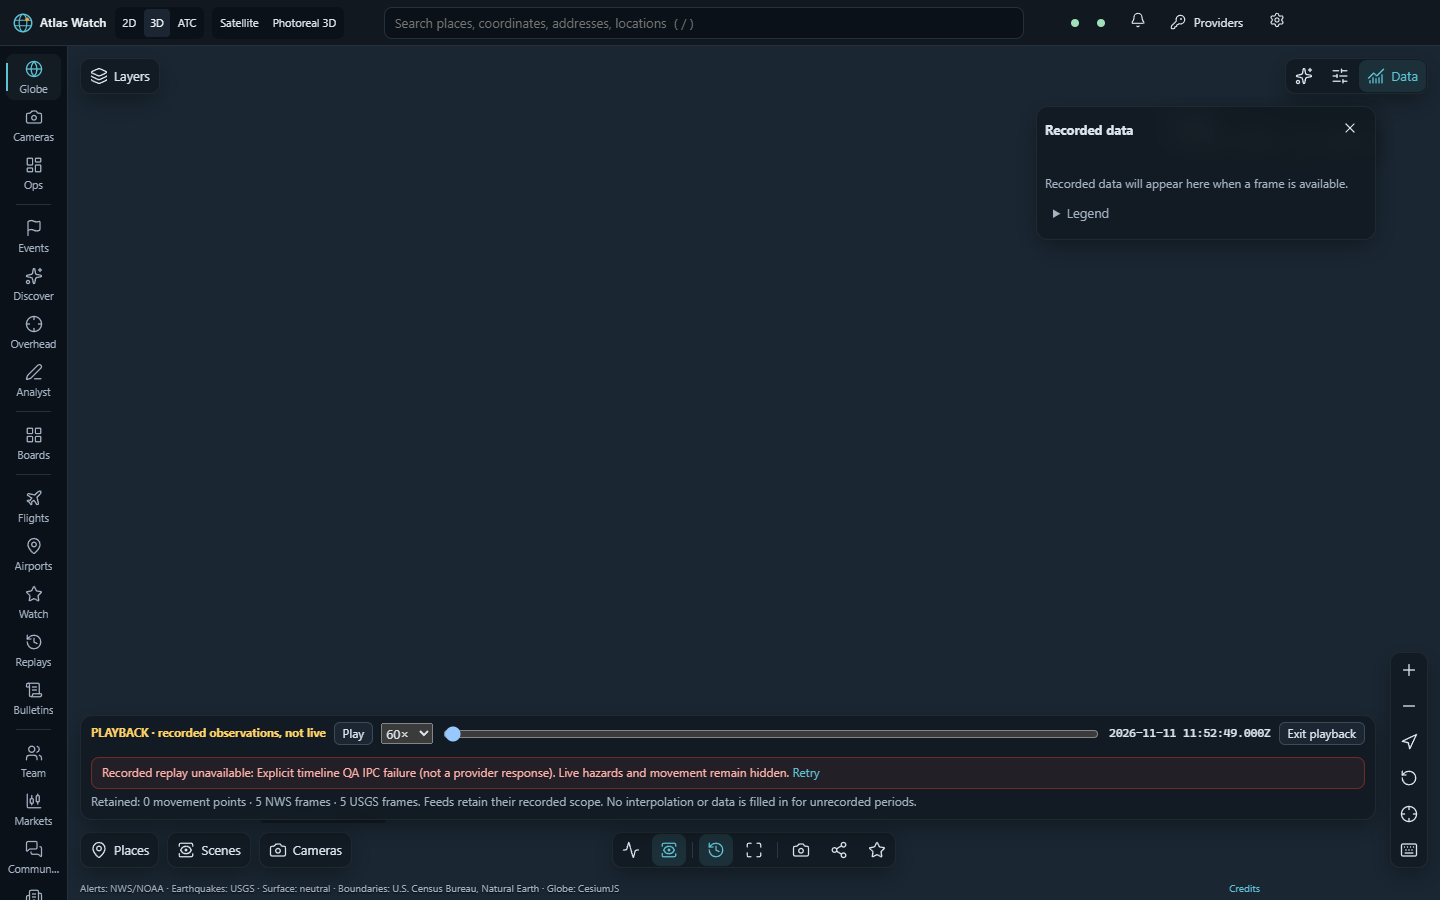 Atlas Watch 2D 3D ATC Satellite Photoreal 3D Search places, coordinates, addresses, locations ( / ) Providers
Globe
Cameras
Ops
Events
Discover
Overhead
Analyst
Boards
Flights
Airports
Watch
Replays
Bulletins
Team
Markets
Commun...
Layers
Data
Recorded data
Recorded data will appear here when a frame is available.
Legend
PLAYBACK · recorded observations, not live Play 60× 2026-11-11 11:52:49.000Z Exit playback
Recorded replay unavailable: Explicit timeline QA IPC failure (not a provider response). Live hazards and movement remain hidden. Retry
Retained: 0 movement points · 5 NWS frames · 5 USGS frames. Feeds retain their recorded scope. No interpolation or data is filled in for unrecorded periods.
Places Scenes Cameras
Alerts: NWS/NOAA · Earthquakes: USGS · Surface: neutral · Boundaries: U.S. Census Bureau, Natural Earth · Globe: CesiumJS Credits